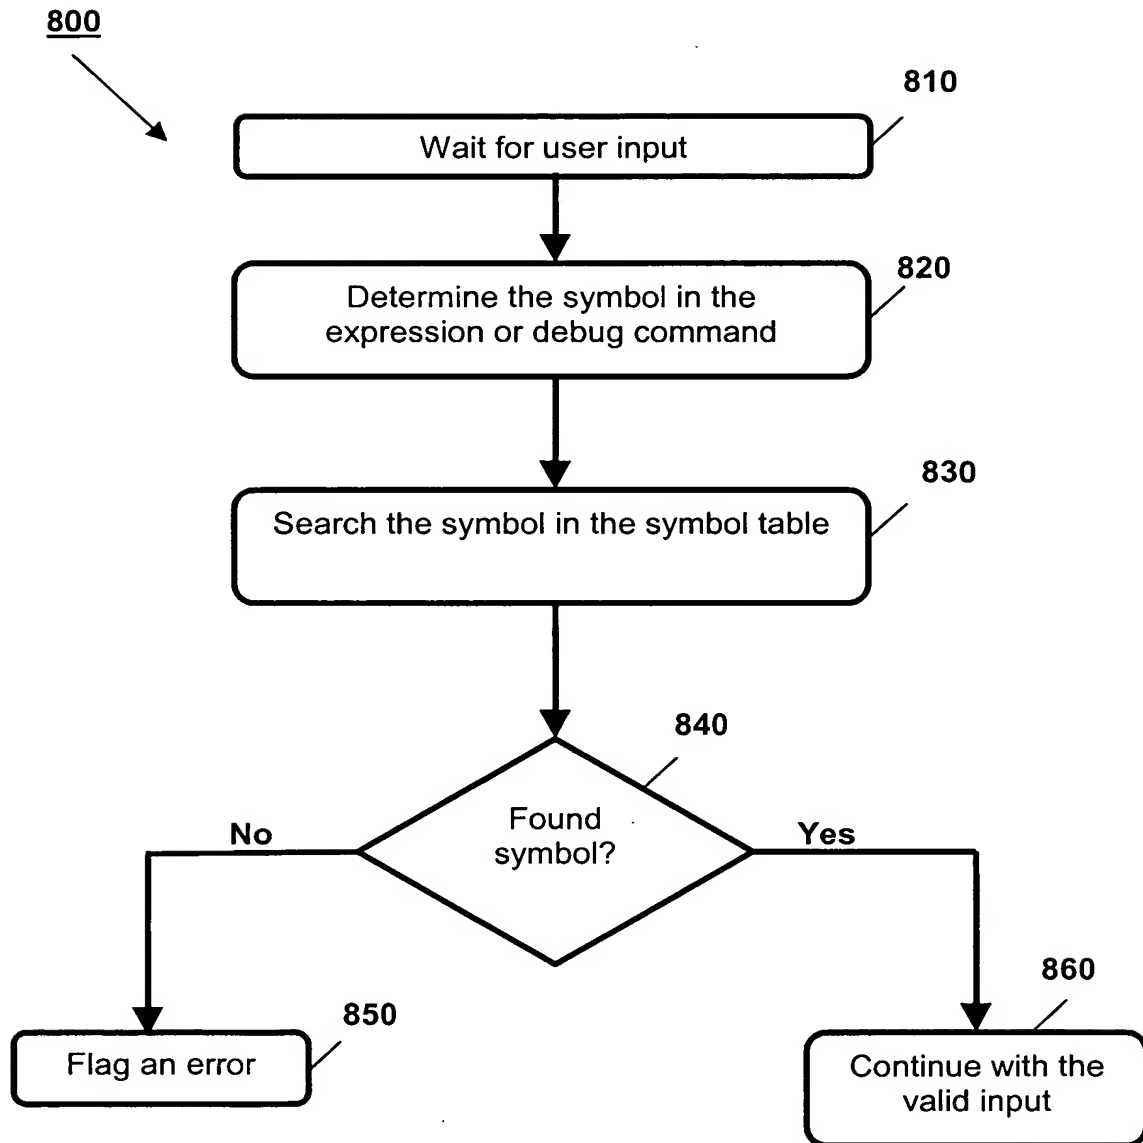 800
810
Wait for user input
820
Determine the symbol in the
expression or debug command
830
Search the symbol in the symbol table
840
Found
symbol?
No
Yes
850
Flag an error
860
Continue with the
valid input